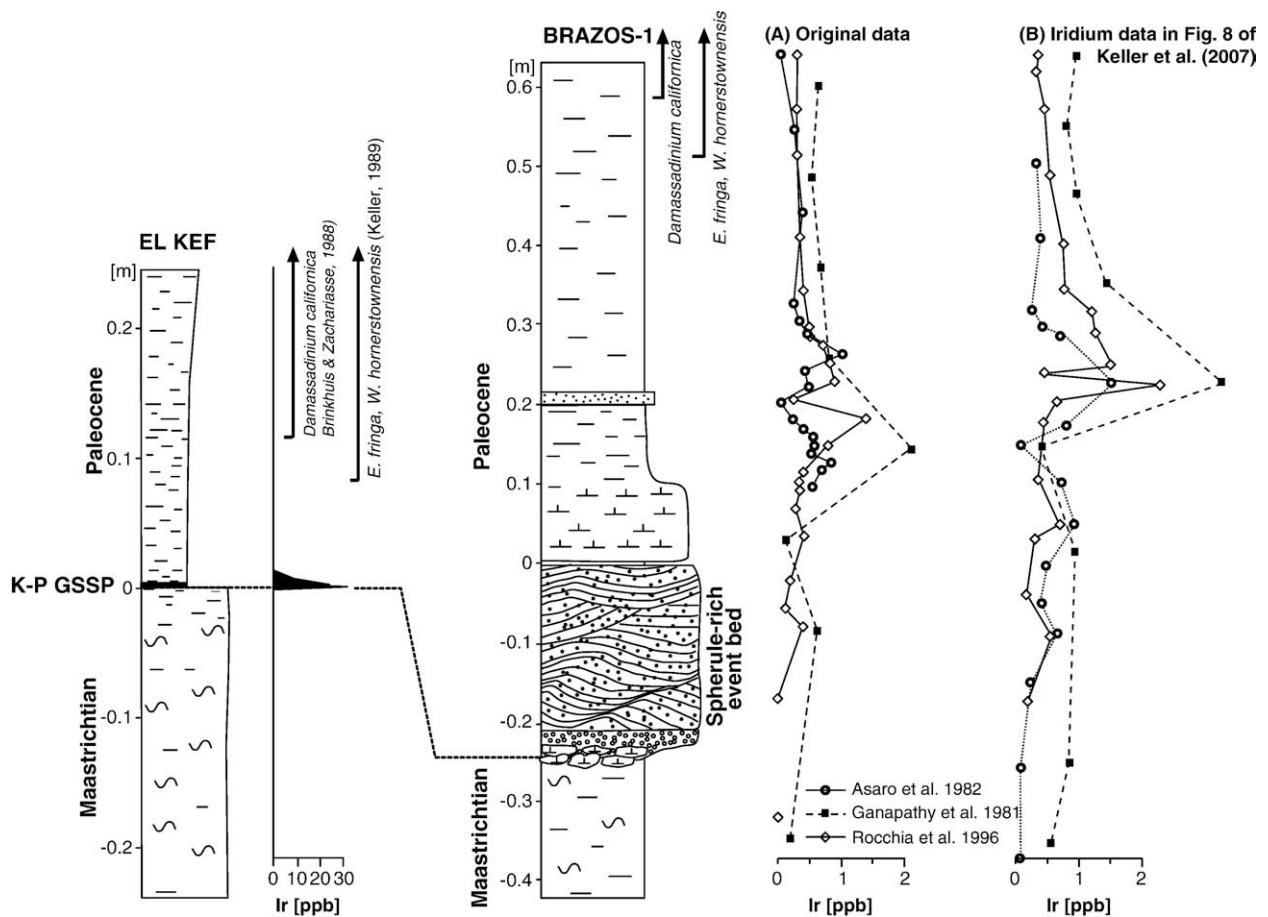 EL KEF
[m]
0.2
0.1
0
-0.1
-0.2
Paleocene
Maastrichtian
K-P GSSP
0 10 20 30
Ir [ppb]
Damassadinium californica
Brinkhuis & Zachariasse, 1988)
E. fringa, W. hornerstownensis (Keller, 1989)
BRAZOS-1
[m]
0.6
0.5
0.4
0.3
0.2
0.1
0
-0.1
-0.2
-0.3
-0.4
Paleocene
Maastrichtian
Spherule-rich
event bed
Damassadinium californica
E. fringa, W. hornerstownensis
(A) Original data
0 1 2
Ir [ppb]
(B) Iridium data in Fig. 8 of
Keller et al. (2007)
Asaro et al. 1982
Ganapathy et al. 1981
Rocchia et al. 1996
0 1 2
Ir [ppb]